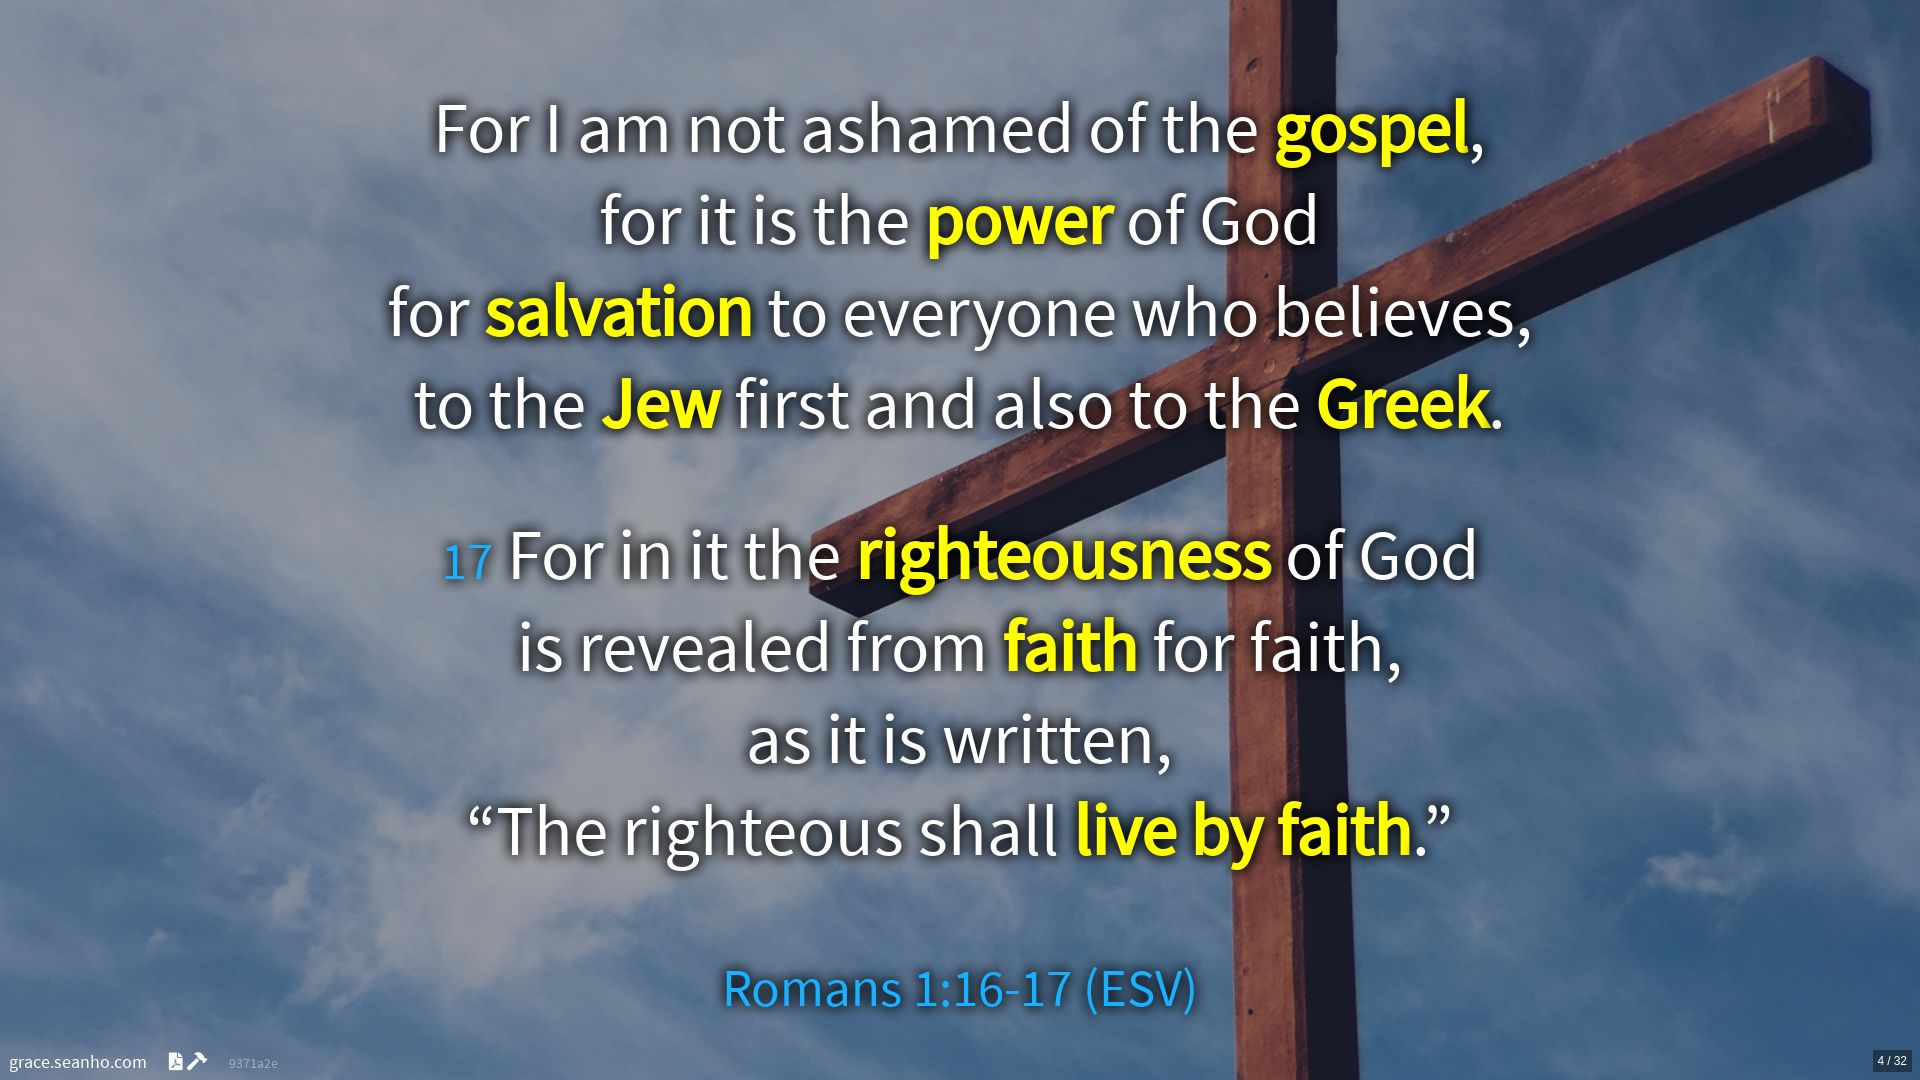 For I am not ashamed of the gospel,
for it is the power of God
for salvation to everyone who believes,
to the Jew first and also to the Greek.
17 For in it the righteousness of God
is revealed from faith for faith,
as it is written,
“The righteous shall live by faith.”
Romans 1:16-17 (ESV)
grace.seanho.com 9371a2e
4 / 32